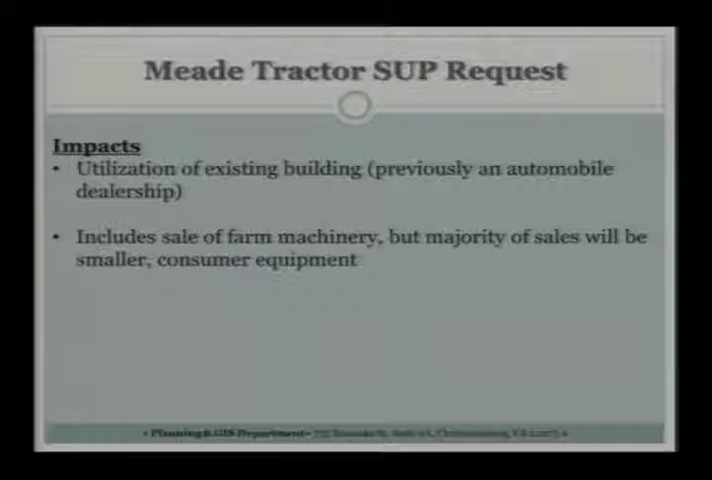 Meade Tractor SUP Request
Impacts
• Utilization of existing building (previously an automobile
dealership)
• Includes sale of farm machinery, but majority of sales will be
smaller, consumer equipment
Planning & GIS Department